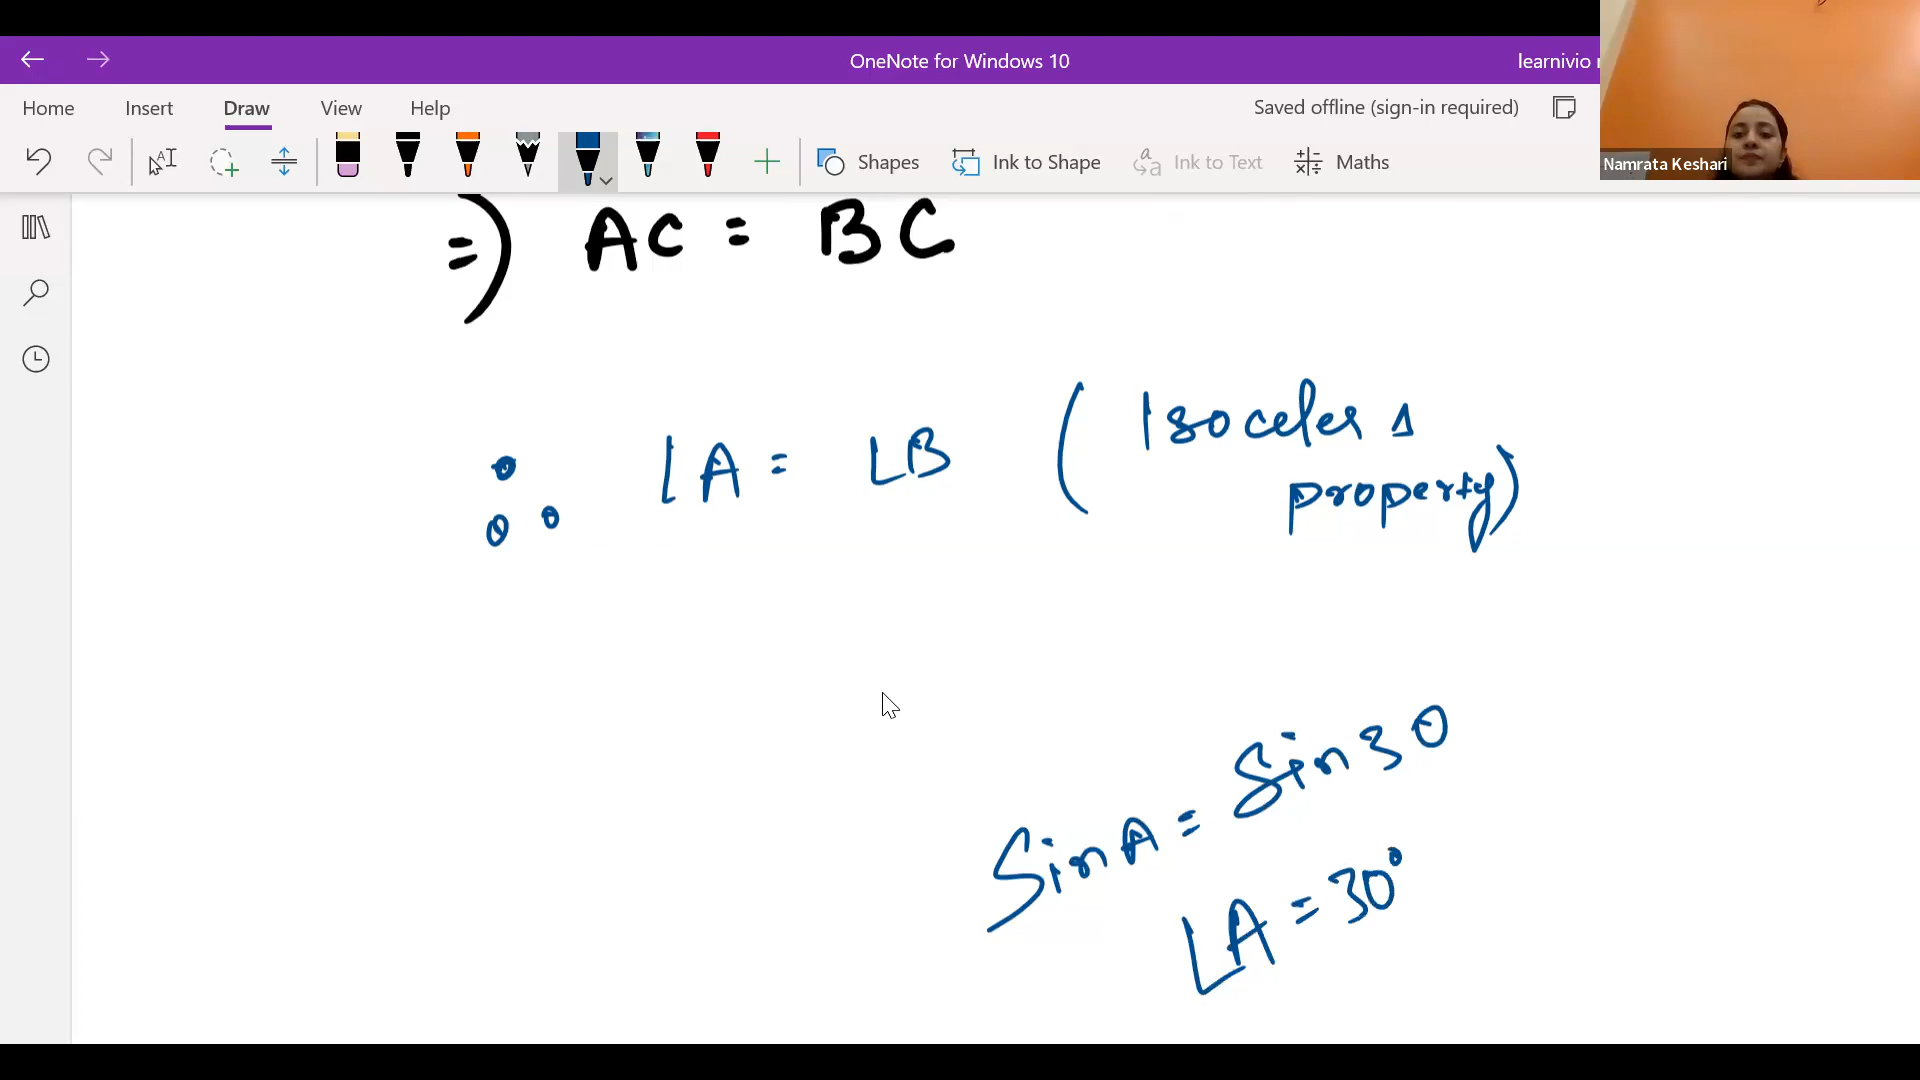 OneNote for Windows 10
learnivio
Home Insert Draw View Help
Saved offline (sign-in required)
Shapes Ink to Shape Ink to Text Maths
Namrata Keshari
=) AC = BC
∴ ∠A = ∠B (Isoceles Δ
property)
Sin A = Sin 30
∠A = 30°